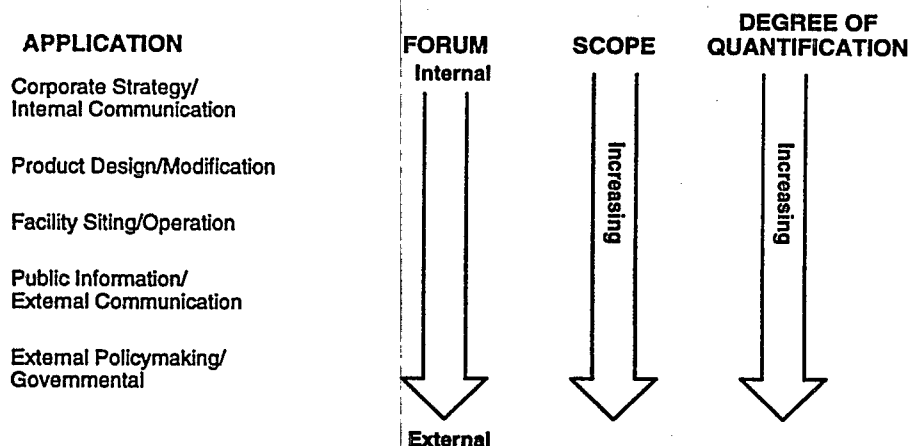 APPLICATION
Corporate Strategy/
Internal Communication
Product Design/Modification
Facility Siting/Operation
Public Information/
External Communication
External Policymaking/
Governmental
FORUM
Internal
External
SCOPE
Increasing
DEGREE OF
QUANTIFICATION
Increasing